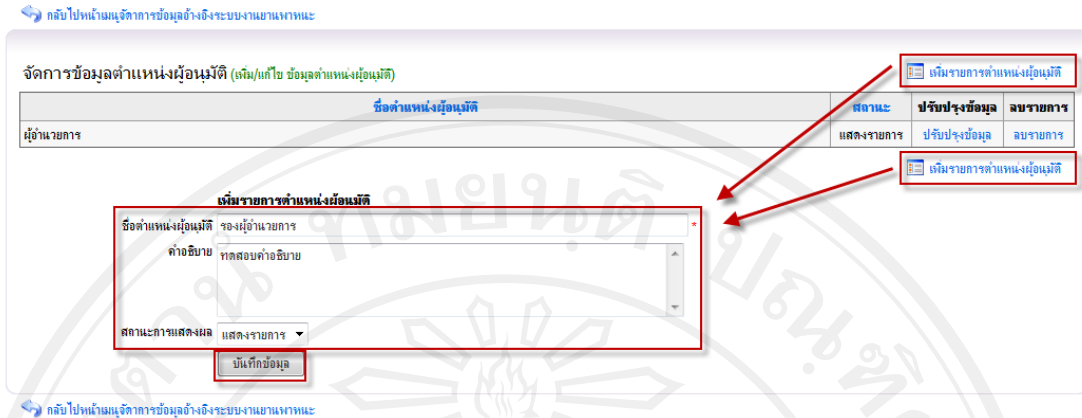 กลับไปหน้าเมนูจัดการข้อมูลอ้างอิงระบบงานยานพาหนะ
จัดการข้อมูลตำแหน่งผู้อนุมัติ (เพิ่ม/แก้ไข ข้อมูลตำแหน่งผู้อนุมัติ)
เพิ่มรายการตำแหน่งผู้อนุมัติ
ชื่อตำแหน่งผู้อนุมัติ สถานะ ปรับปรุงข้อมูล ลบรายการ
ผู้อำนวยการ แสดงรายการ ปรับปรุงข้อมูล ลบรายการ
เพิ่มรายการตำแหน่งผู้อนุมัติ
เพิ่มรายการตำแหน่งผู้อนุมัติ
ชื่อตำแหน่งผู้อนุมัติ รองผู้อำนวยการ *
คำอธิบาย ทดสอบคำอธิบาย
สถานะการแสดงผล แสดงรายการ
บันทึกข้อมูล
กลับไปหน้าเมนูจัดการข้อมูลอ้างอิงระบบงานยานพาหนะ